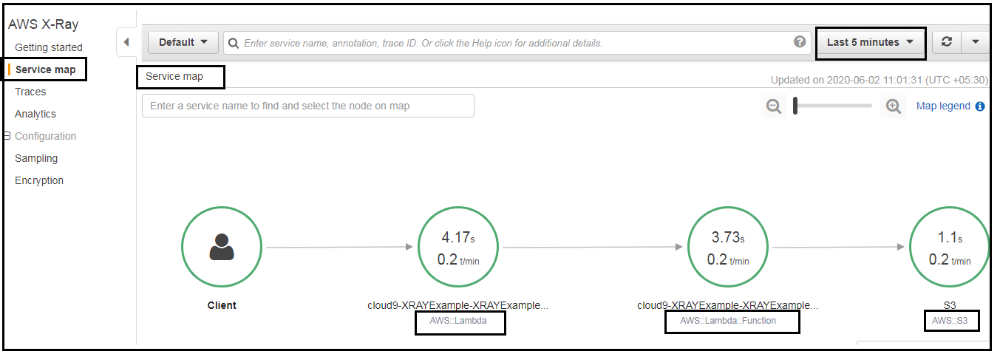 AWS X-Ray
Getting started
Service map
Traces
Analytics
Configuration
Sampling
Encryption
Default
Enter service name, annotation, trace ID. Or click the Help icon for additional details.
?
Last 5 minutes
Service map
Updated on 2020-06-02 11:01:31 (UTC +05:30)
Enter a service name to find and select the node on map
Map legend i
4.17s
0.2 t/min
3.73s
0.2 t/min
1.1s
0.2 t/min
Client
cloud9-XRAYExample-XRAYExample...
AWS::Lambda
cloud9-XRAYExample-XRAYExample...
AWS::Lambda::Function
S3
AWS::S3